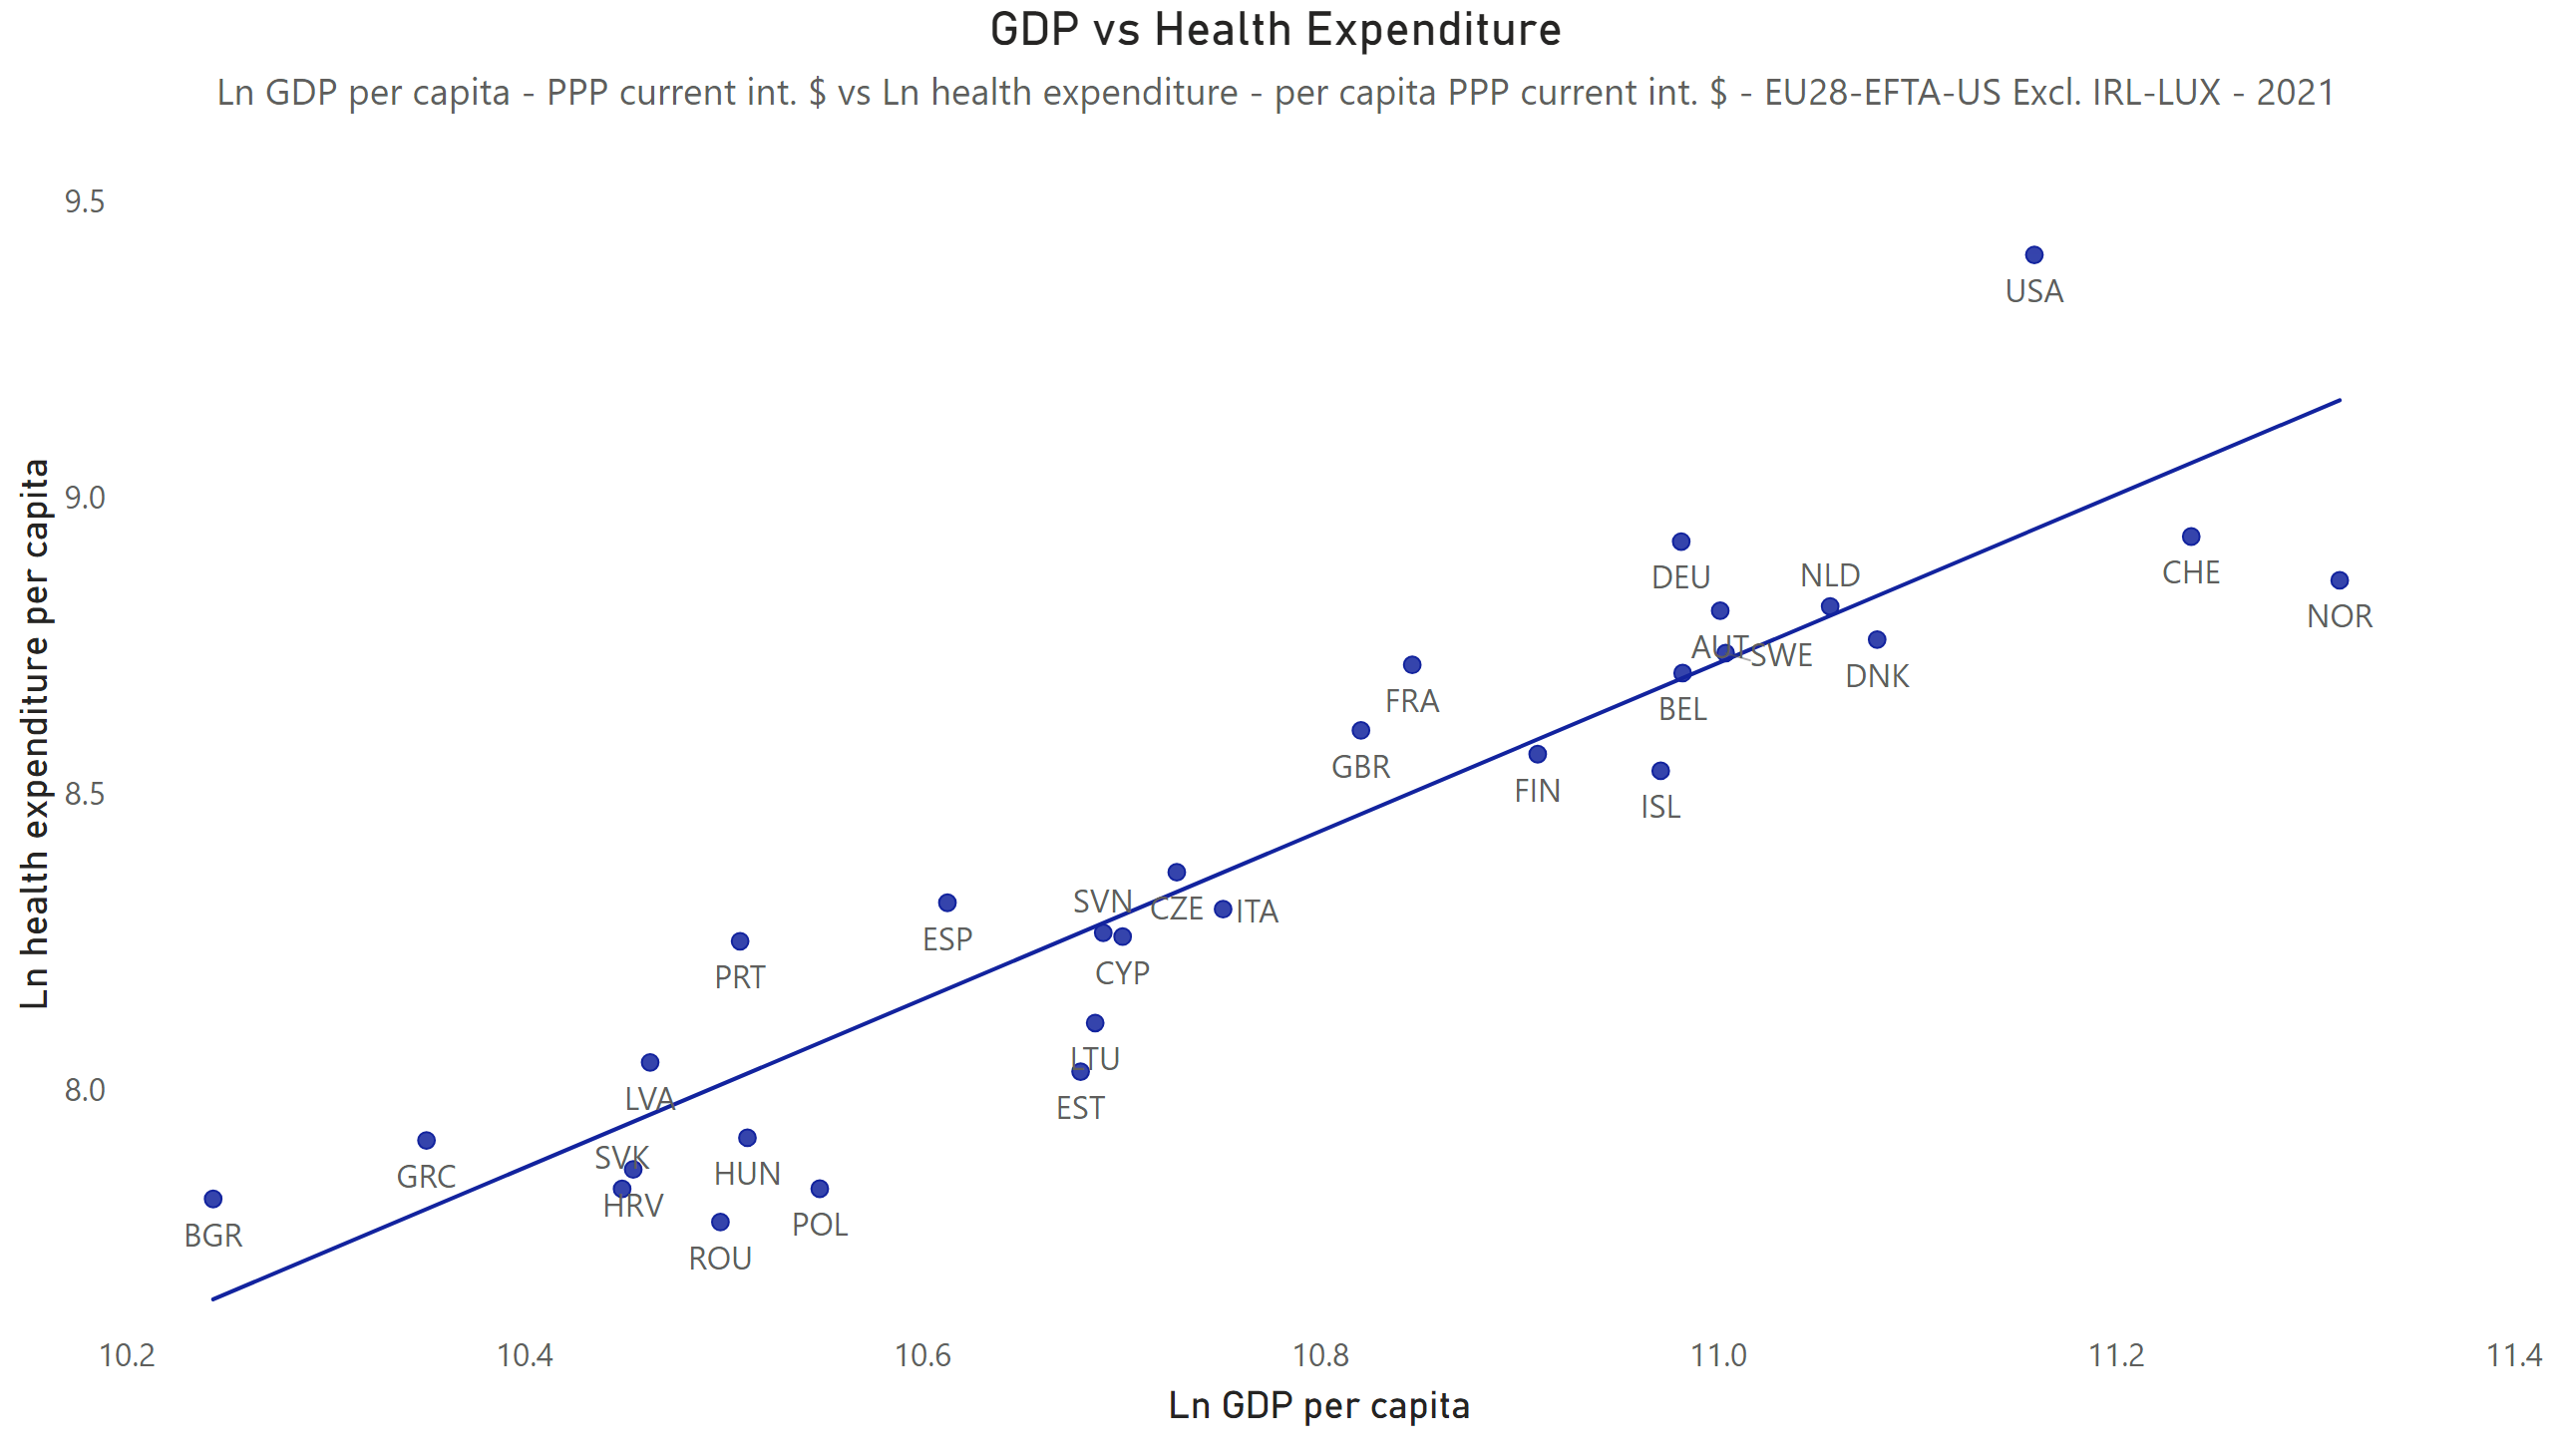 GDP vs Health Expenditure
Ln GDP per capita - PPP current int. $ vs Ln health expenditure - per capita PPP current int. $ - EU28-EFTA-US Excl. IRL-LUX - 2021
9.5
USA
Ln health expenditure per capita
9.0
DEU
NLD
CHE
NOR
AUT
SWE
DNK
FRA
BEL
GBR
8.5
FIN
ISL
SVN
CZE
ITA
ESP
PRT
CYP
LTU
8.0
LVA
EST
SVK
GRC
HUN
HRV
BGR
POL
ROU
10.2
10.4
10.6
10.8
11.0
11.2
11.4
Ln GDP per capita